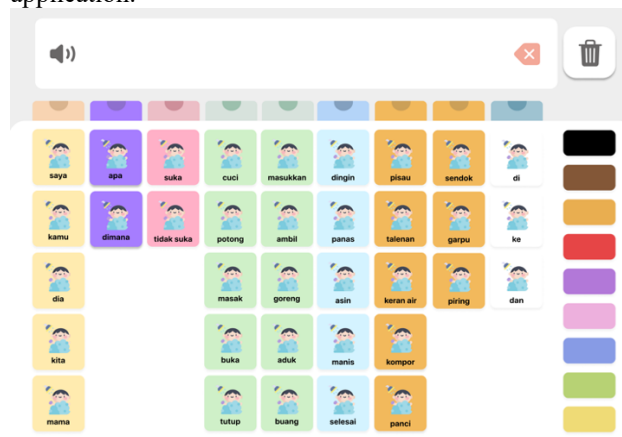 application.
saya apa suka cuci masukkan dingin pisau sendok di
kamu dimana tidak suka potong ambil panas talenan garpu ke
dia masak goreng asin keran air piring dan
kita buka aduk manis kompor
mama tutup buang selesai panci